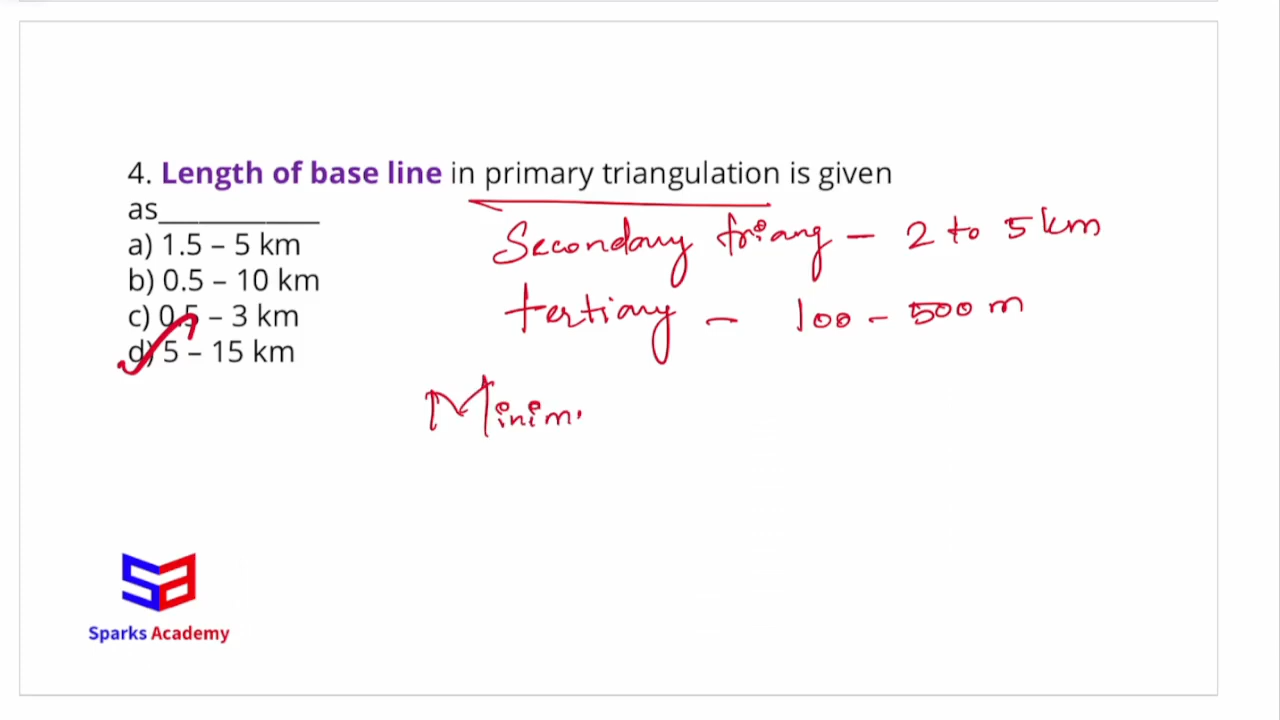 4. Length of base line in primary triangulation is given
as__________
a) 1.5 – 5 km
b) 0.5 – 10 km
c) 0.5 – 3 km
d) 5 – 15 km
Secondary triang – 2 to 5 km
tertiary – 100 – 500 m
Minim
Sparks Academy